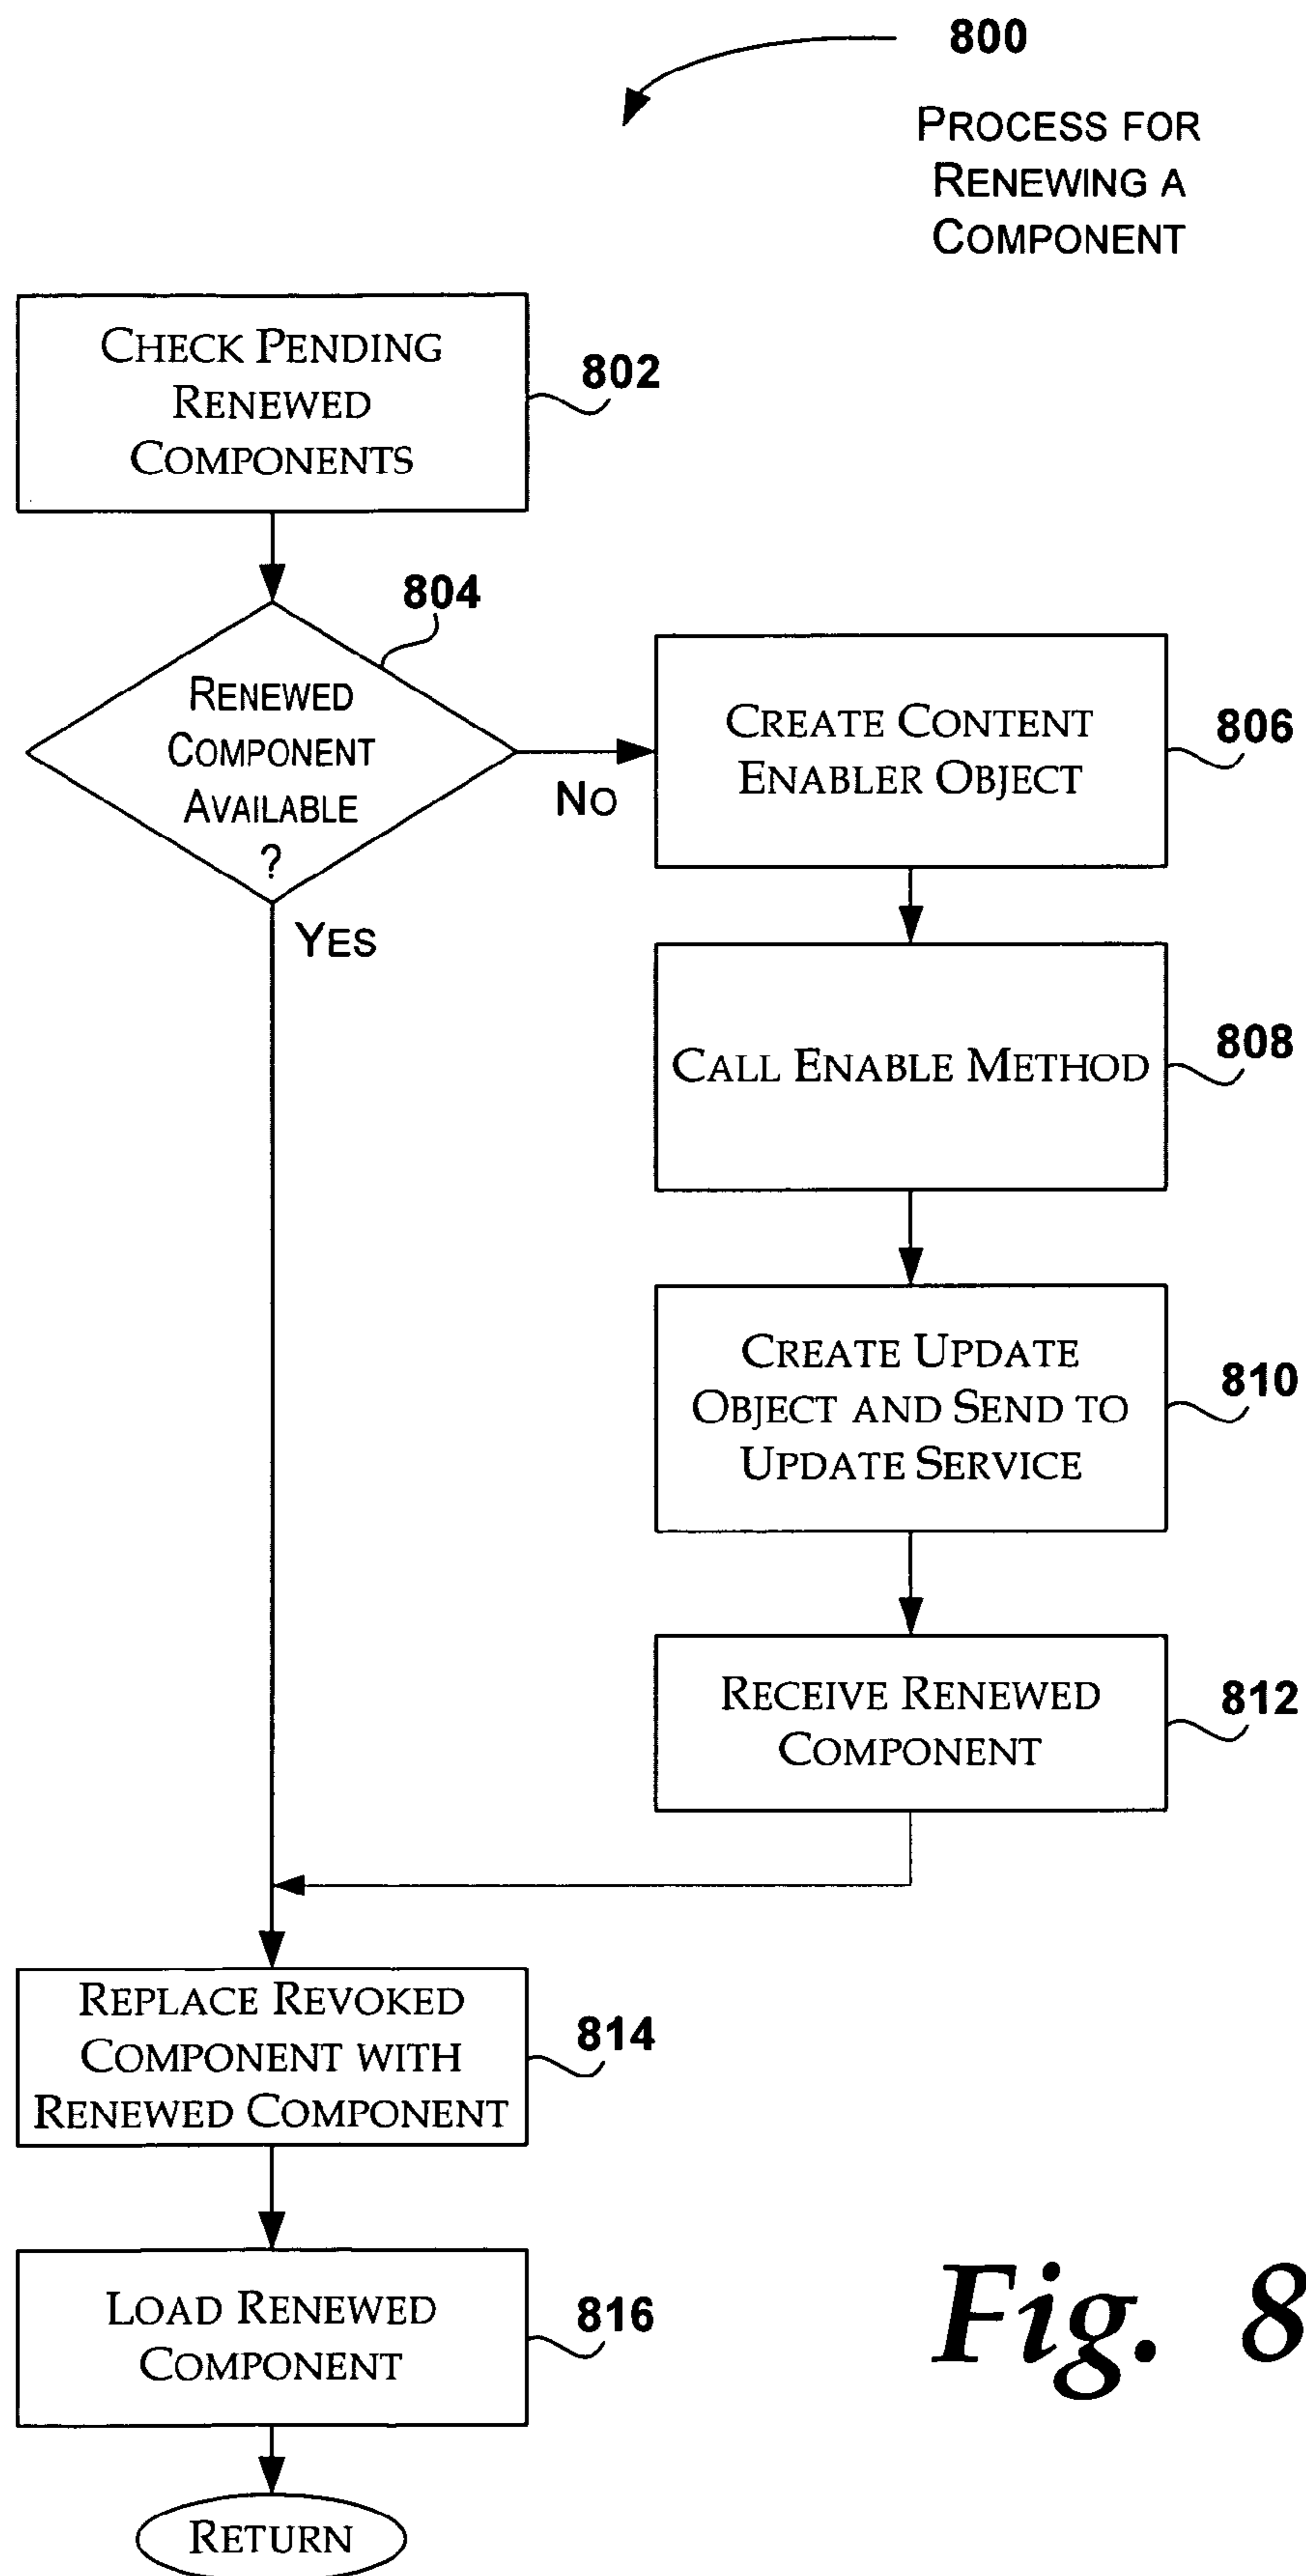 800
PROCESS FOR
RENEWING A
COMPONENT
CHECK PENDING
RENEWED
COMPONENTS
802
804
RENEWED
COMPONENT
AVAILABLE
?
NO
YES
CREATE CONTENT
ENABLER OBJECT
806
CALL ENABLE METHOD
808
CREATE UPDATE
OBJECT AND SEND TO
UPDATE SERVICE
810
RECEIVE RENEWED
COMPONENT
812
REPLACE REVOKED
COMPONENT WITH
RENEWED COMPONENT
814
LOAD RENEWED
COMPONENT
816
RETURN
Fig. 8